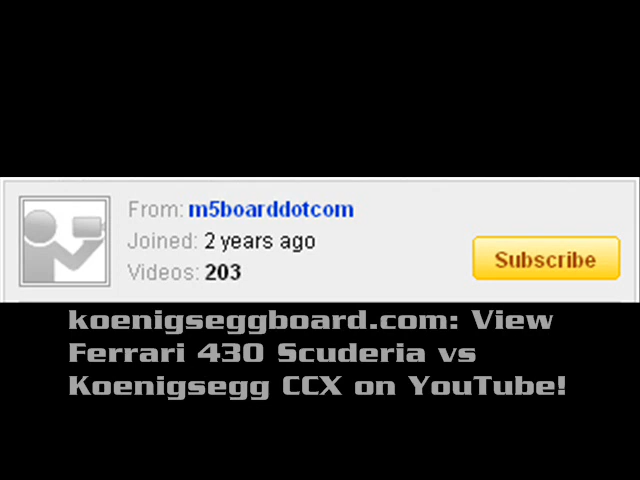 From: m5boarddotcom
Joined: 2 years ago
Videos: 203
Subscribe
koenigseggboard.com: View
Ferrari 430 Scuderia vs
Koenigsegg CCX on YouTube!